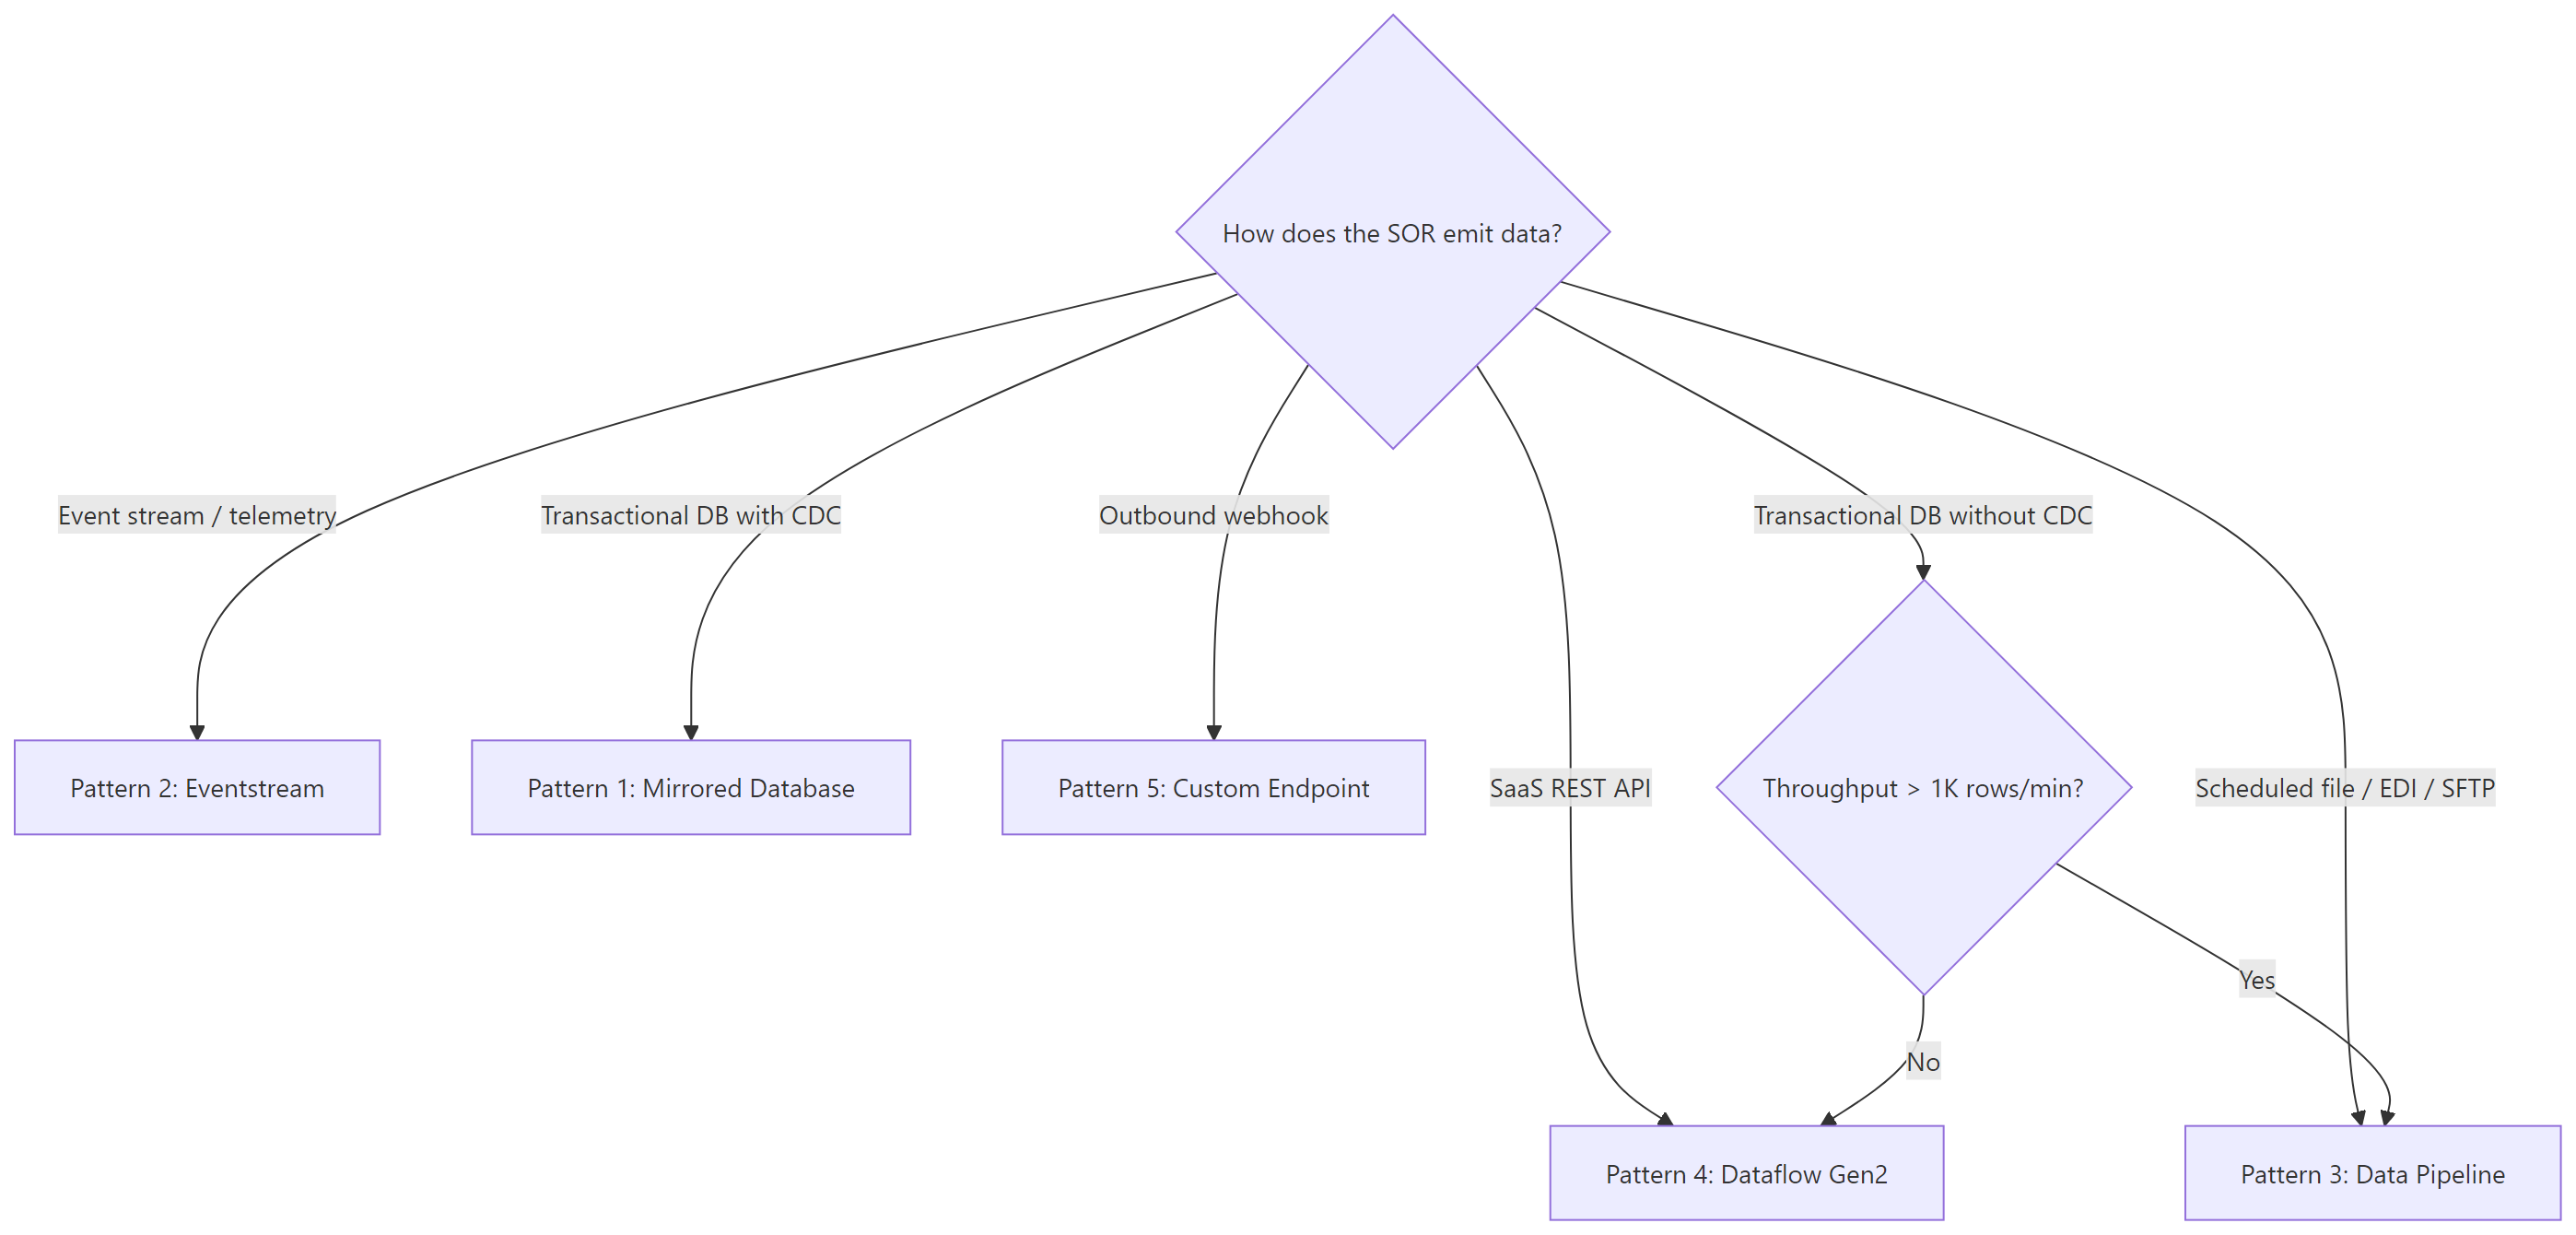 How does the SOR emit data?
Event stream / telemetry
Transactional DB with CDC
Outbound webhook
Transactional DB without CDC
Pattern 2: Eventstream
Pattern 1: Mirrored Database
Pattern 5: Custom Endpoint
SaaS REST API
Throughput > 1K rows/min?
Scheduled file / EDI / SFTP
Yes
No
Pattern 4: Dataflow Gen2
Pattern 3: Data Pipeline